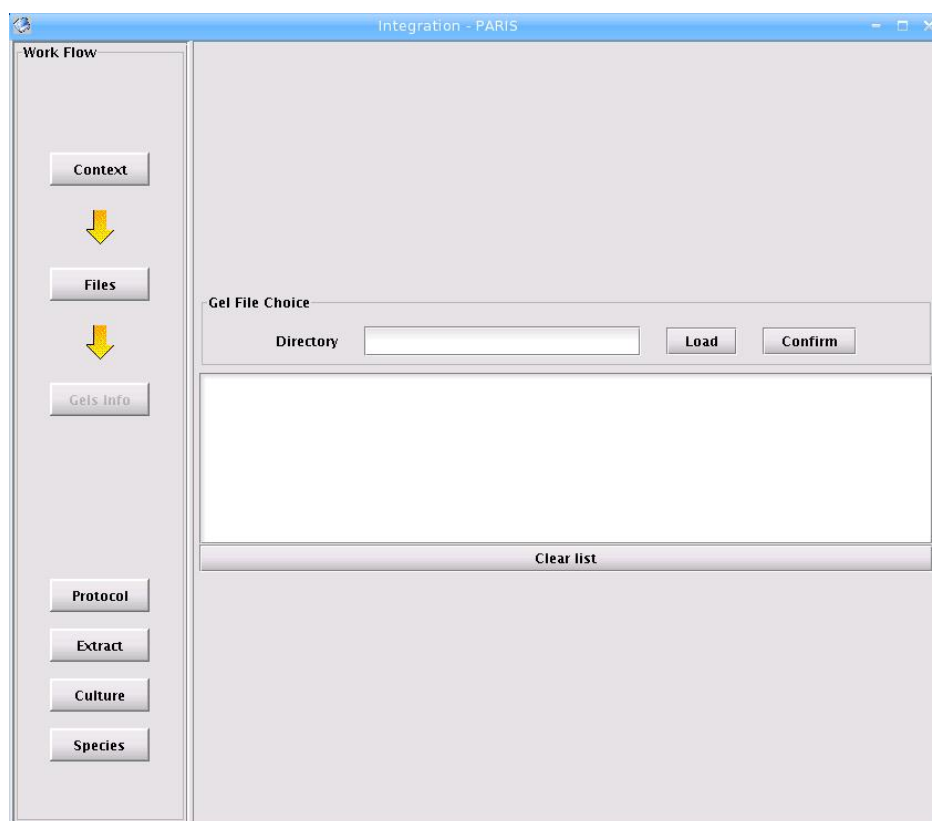 Integration - PARIS
Work Flow
Context
Files
Gels Info
Protocol
Extract
Culture
Species
Gel File Choice
Directory Load Confirm
Clear list